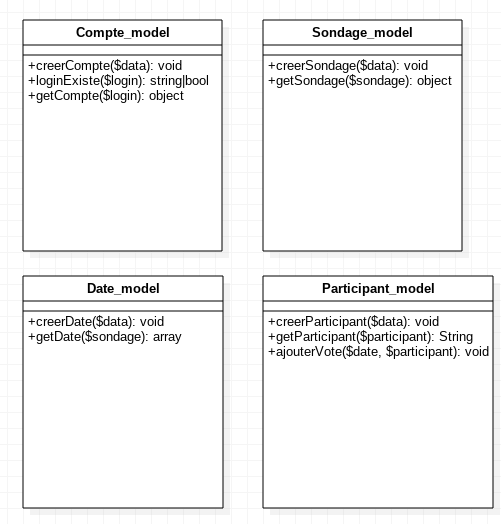 Compte_model
+creerCompte($data): void
+loginExiste($login): string|bool
+getCompte($login): object
Sondage_model
+creerSondage($data): void
+getSondage($sondage): object
Date_model
+creerDate($data): void
+getDate($sondage): array
Participant_model
+creerParticipant($data): void
+getParticipant($participant): String
+ajouterVote($date, $participant): void